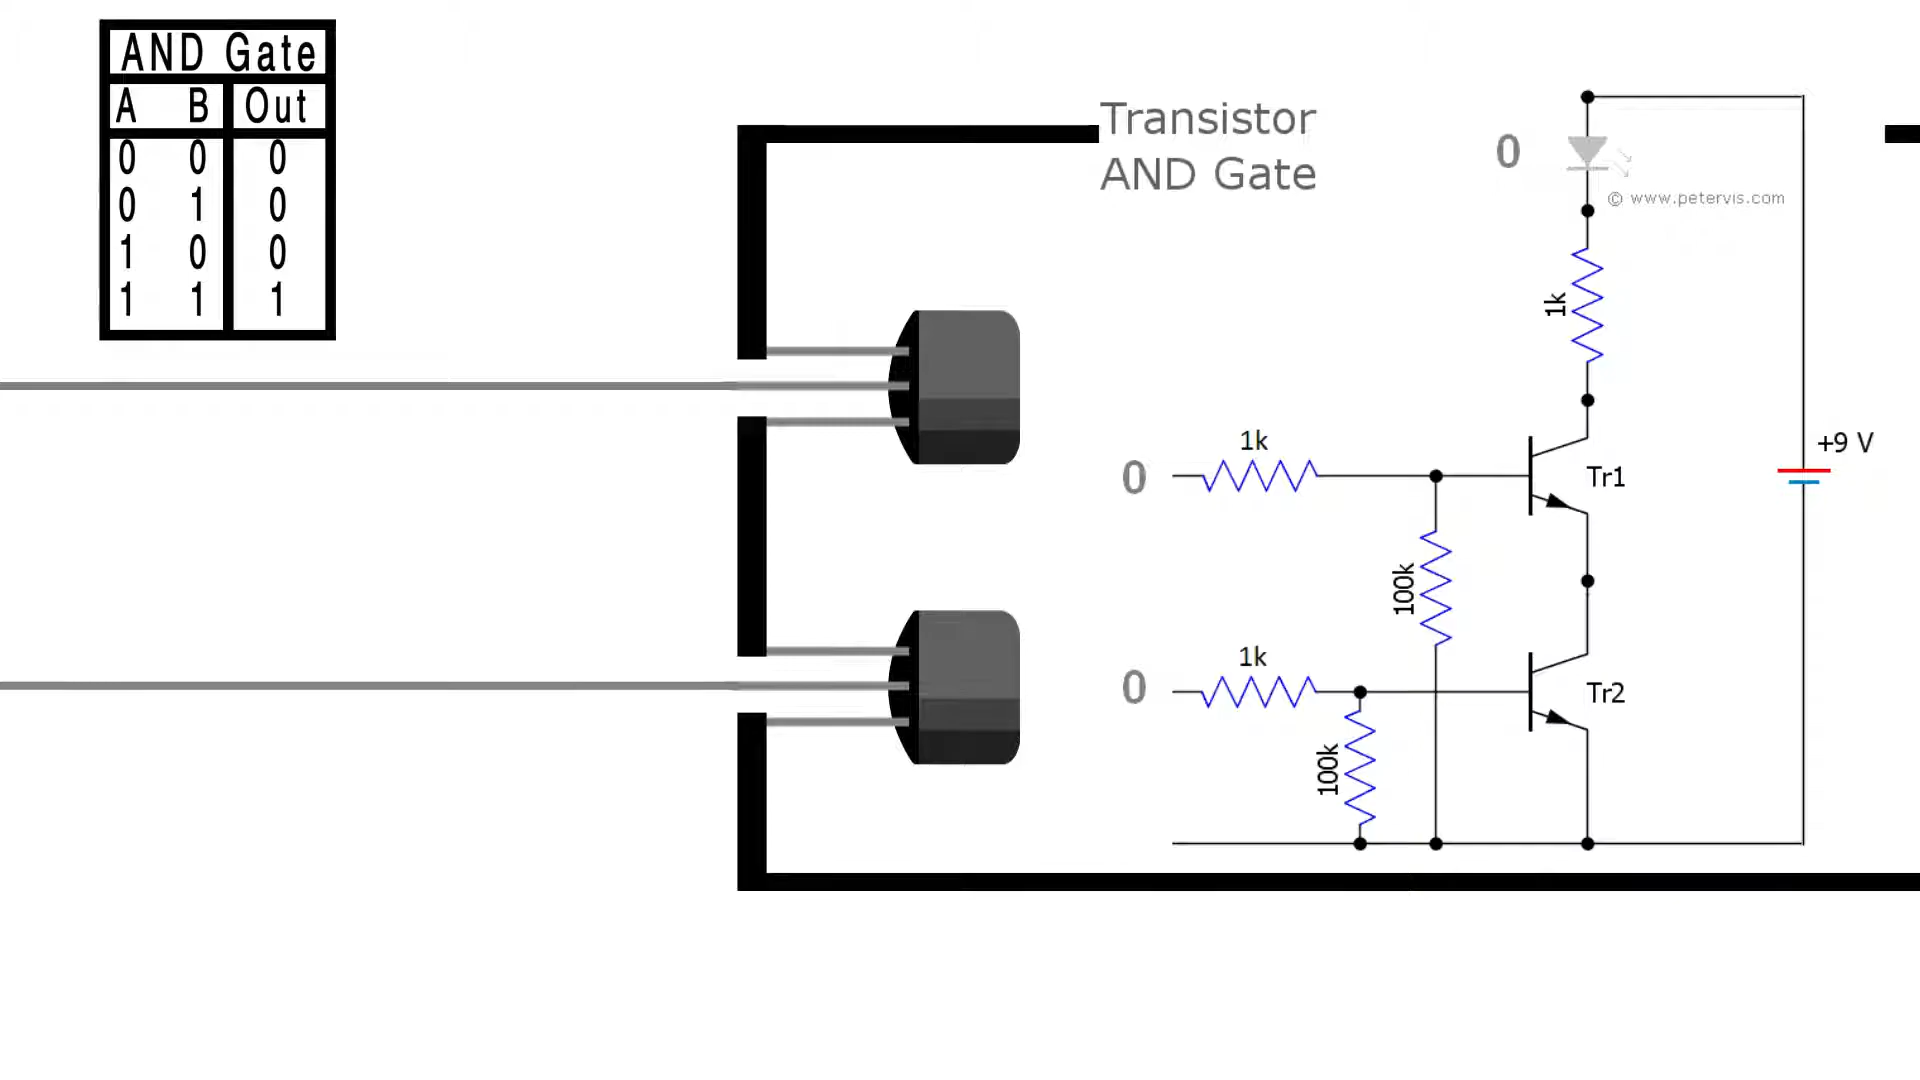 AND Gate
A B Out
0 0 0
0 1 0
1 0 0
1 1 1
Transistor
AND Gate
0
© www.petervis.com
1k
+9 V
1k
0
Tr1
100k
1k
0
Tr2
100k